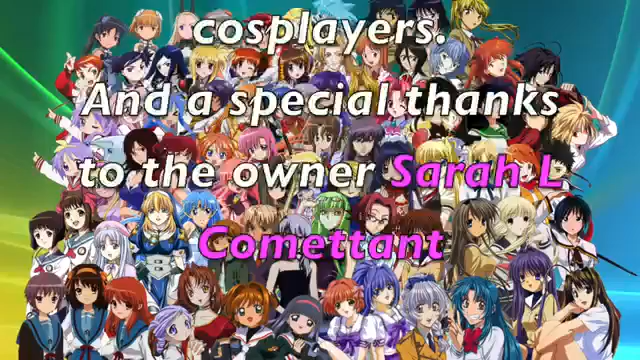 cosplayers.
And a special thanks
to the owner Sarah L
Comettant